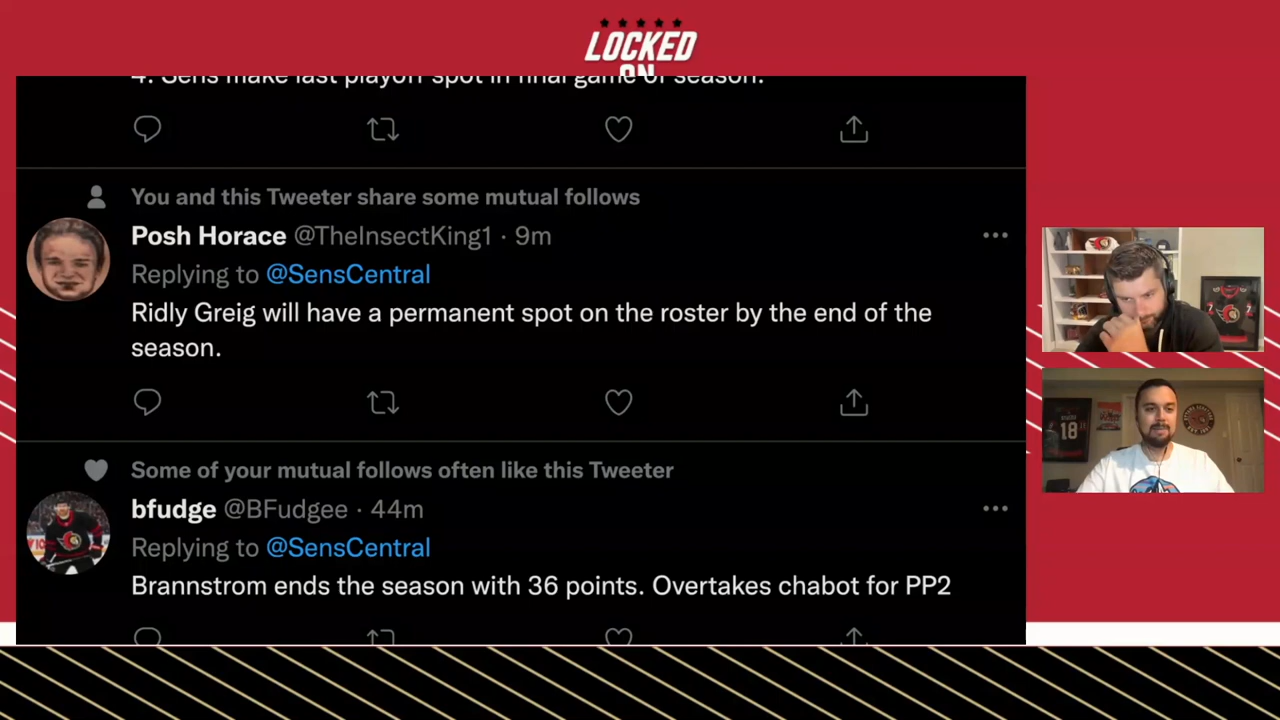 LOCKED
ON
4. Sens make last playoff spot in final game of season.
You and this Tweeter share some mutual follows
Posh Horace @TheInsectKing1 · 9m
Replying to @SensCentral
Ridly Greig will have a permanent spot on the roster by the end of the
season.
Some of your mutual follows often like this Tweeter
bfudge @BFudgee · 44m
Replying to @SensCentral
Brannstrom ends the season with 36 points. Overtakes chabot for PP2
18